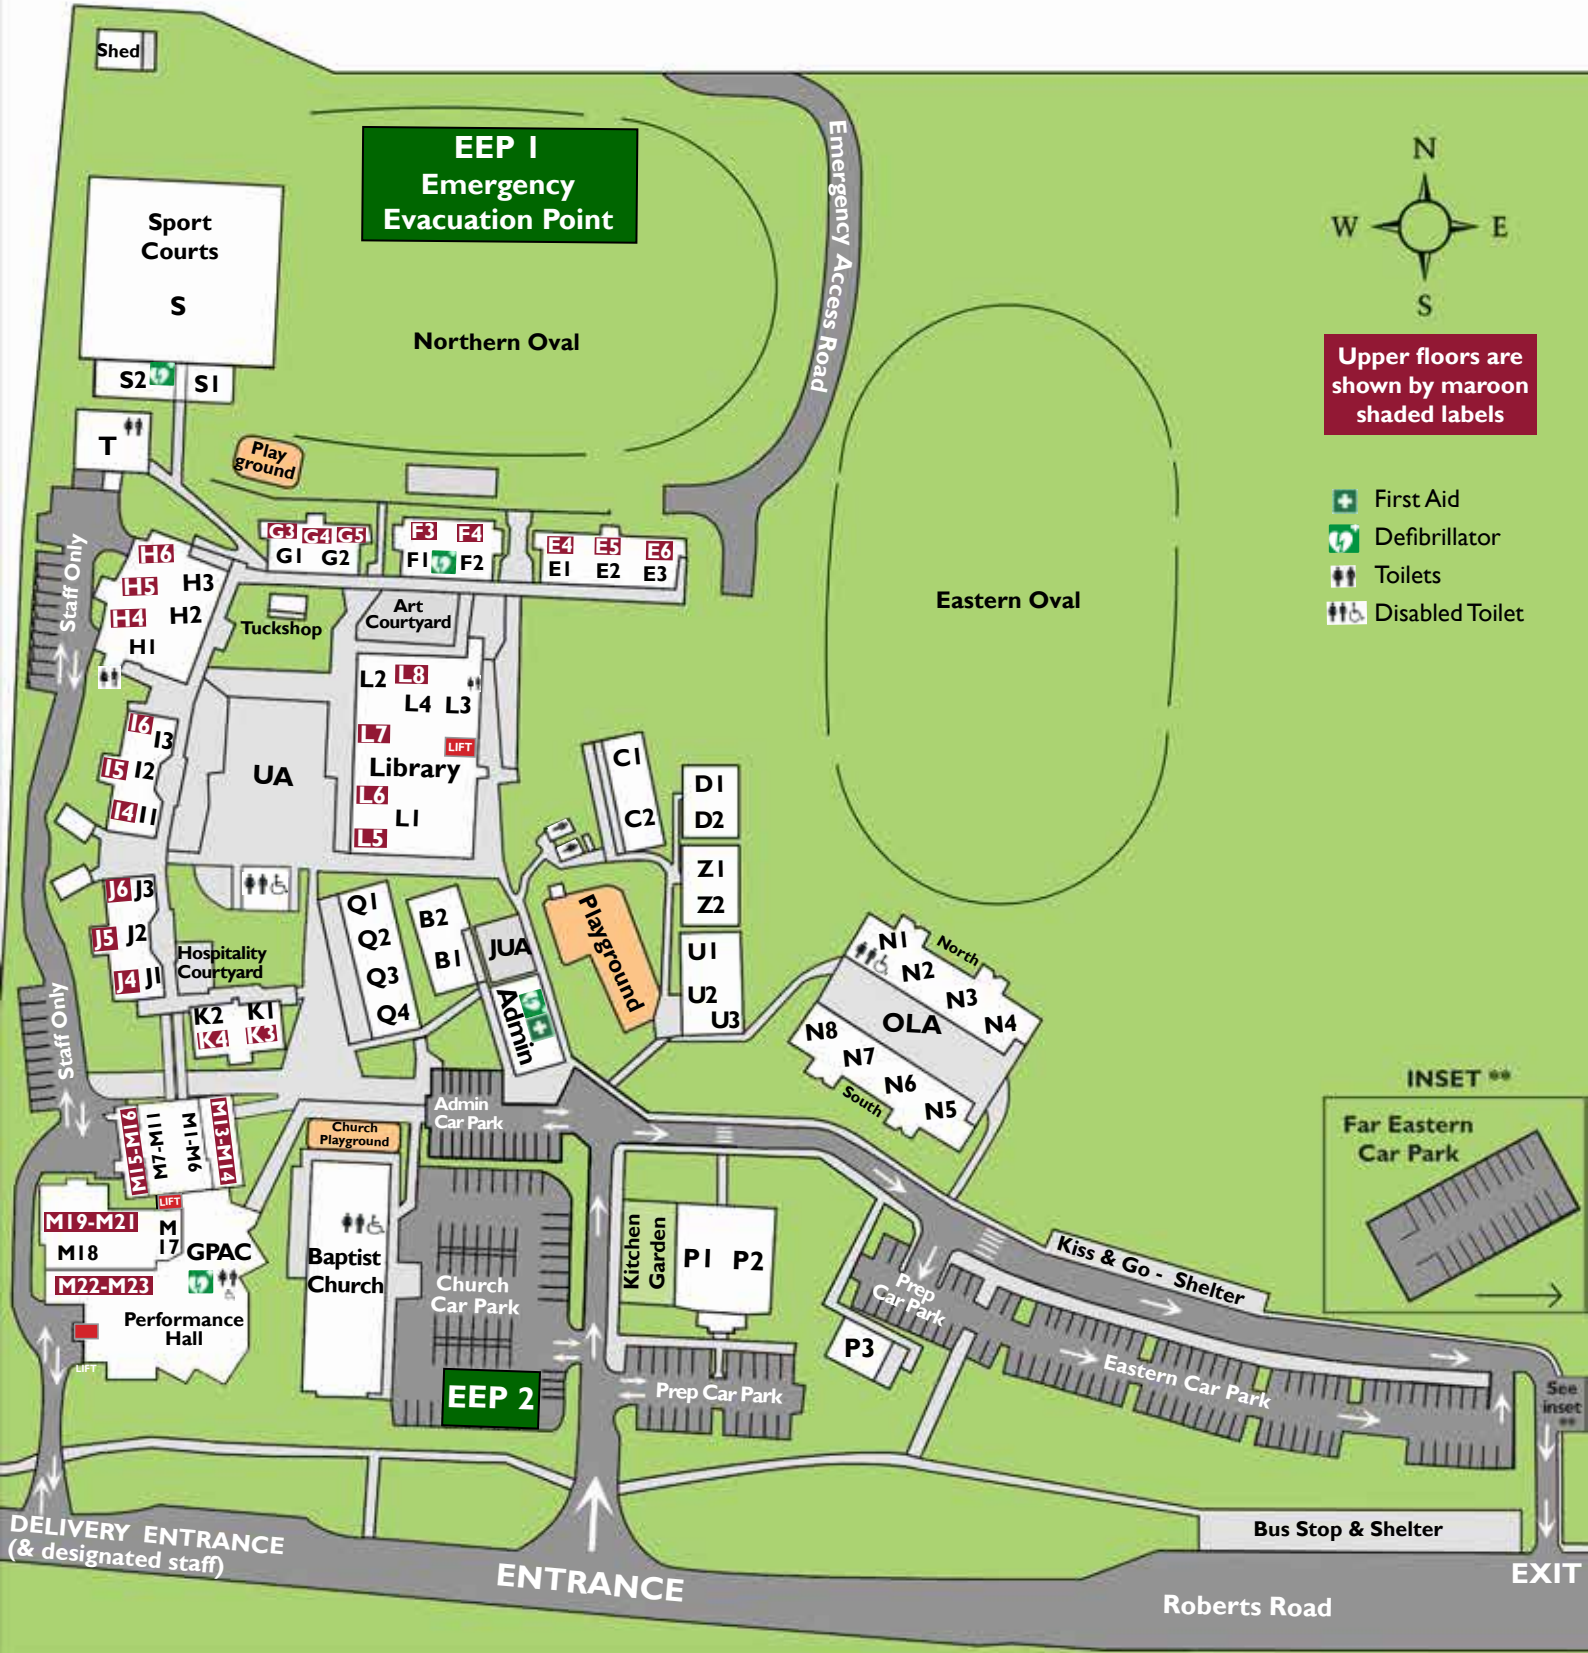 Shed
EEP 1
Emergency
Evacuation Point
Emergency Access Road
N
W
E
S
Sport
Courts
S
Northern Oval
Upper floors are
shown by maroon
shaded labels
S2
S1
T
Play
ground
First Aid
Defibrillator
Toilets
Disabled Toilet
G3
G4
G5
G1
G2
F3
F4
F1
F2
E4
E5
E6
E1
E2
E3
Staff Only
H6
H5
H3
H4
H2
H1
Tuckshop
Art
Courtyard
Eastern Oval
L2
L8
L4
L3
L7
LIFT
Library
L6
L1
L5
I6
I3
I5
I2
I4
I1
UA
C1
C2
D1
D2
Z1
Z2
U1
U2
U3
J6
J3
J5
J2
J4
J1
Hospitality
Courtyard
Q1
Q2
Q3
Q4
B2
B1
JUA
Admin
Playground
N1
North
N2
N3
N4
OLA
N8
N7
N6
N5
South
K2
K1
K4
K3
Staff Only
INSET **
Far Eastern
Car Park
M15-M16
M7-M11
M1-M6
M13-M14
LIFT
Church
Playground
Admin
Car Park
M19-M21
M18
M
17
GPAC
M22-M23
Performance
Hall
LIFT
Baptist
Church
Church
Car Park
EEP 2
Kitchen
Garden
P1
P2
Prep
Car Park
P3
Kiss & Go - Shelter
Prep Car Park
Eastern Car Park
See
inset
**
DELIVERY ENTRANCE
(& designated staff)
ENTRANCE
Bus Stop & Shelter
EXIT
Roberts Road